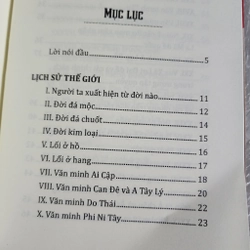 MỤC LỤC
Lời nói đầu 5
LỊCH SỬ THẾ GIỚI
I. Người ta xuất hiện từ đời nào 11
II. Đời đá mộc 12
III. Đời đá chuốt 14
IV. Đời kim loại 15
V. Lối ở hồ 16
VI. Lối ở hang 17
VII. Văn minh Ai Cập 18
VIII. Văn minh Can Đê và A Tây Lý 20
IX. Văn minh Do Thái 22
X. Văn minh Phi Ni Tây 23